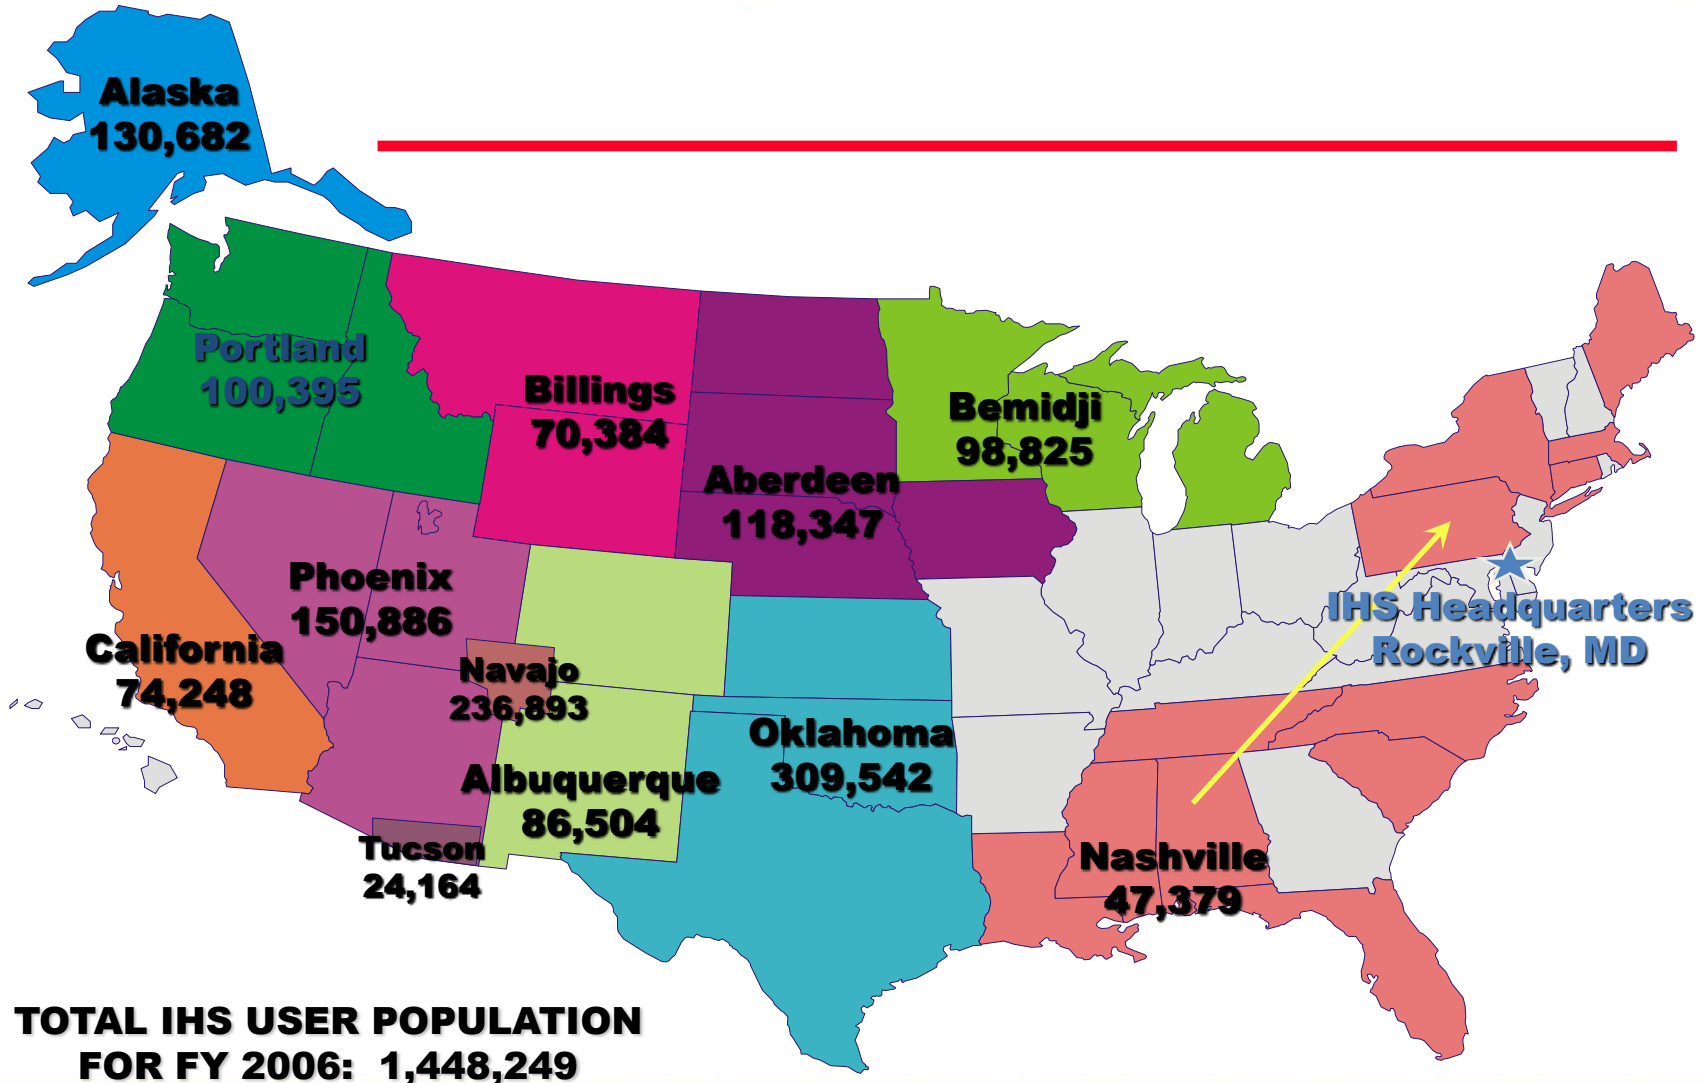 Alaska
130,682
Portland
100,395
Billings
70,384
Bemidji
98,825
Aberdeen
118,347
Phoenix
150,886
IHS Headquarters
Rockville, MD
California
74,248
Navajo
236,893
Oklahoma
309,542
Albuquerque
86,504
Tucson
24,164
Nashville
47,379
TOTAL IHS USER POPULATION
FOR FY 2006: 1,448,249